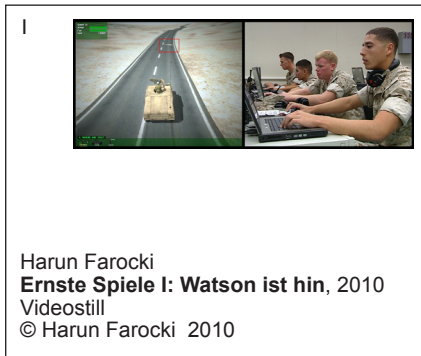 I
Harun Farocki
Ernste Spiele I: Watson ist hin, 2010
Videostill
© Harun Farocki 2010